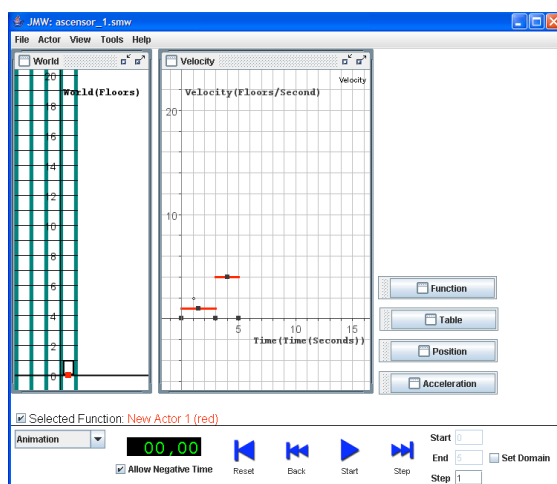 JMW: ascensor_1.smw
File Actor View Tools Help
World
Velocity
20
World(Floors)
18
16
14
12
10
8
6
4
2
0
Velocity
Velocity(Floors/Second)
20
10
5
10
15
Time(Time(Seconds))
Function
Table
Position
Acceleration
Selected Function: New Actor 1 (red)
Animation
00,00
Allow Negative Time
Reset
Back
Start
Step
Start 0
End 5
Set Domain
Step 1